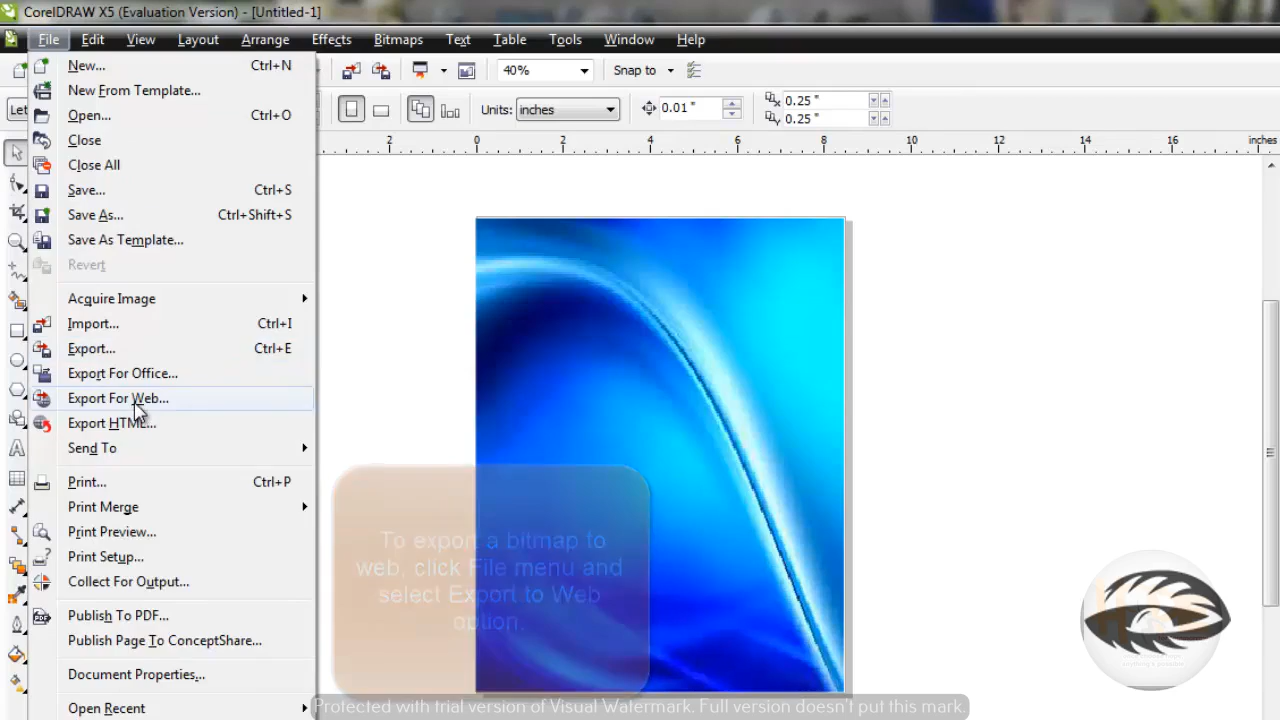 CorelDRAW X5 (Evaluation Version) - [Untitled-1]
File Edit View Layout Arrange Effects Bitmaps Text Table Tools Window Help
New... Ctrl+N
40% Snap to
New From Template...
Let Units: inches 0.01 " 0.25 "
0.25 "
Open... Ctrl+O
Close
2 0 2 4 6 8 10 12 14 16 inches
Close All
Save... Ctrl+S
Save As... Ctrl+Shift+S
Save As Template...
Revert
Acquire Image
Import... Ctrl+I
Export... Ctrl+E
Export For Office...
Export For Web...
Export HTML...
Send To
Print... Ctrl+P
Print Merge
Print Preview...
Print Setup...
Collect For Output...
Publish To PDF...
Publish Page To ConceptShare...
Document Properties...
Open Recent
To export a bitmap to
web, click File menu and
select Export to Web
option.
anything's possible
Protected with trial version of Visual Watermark. Full version doesn't put this mark.